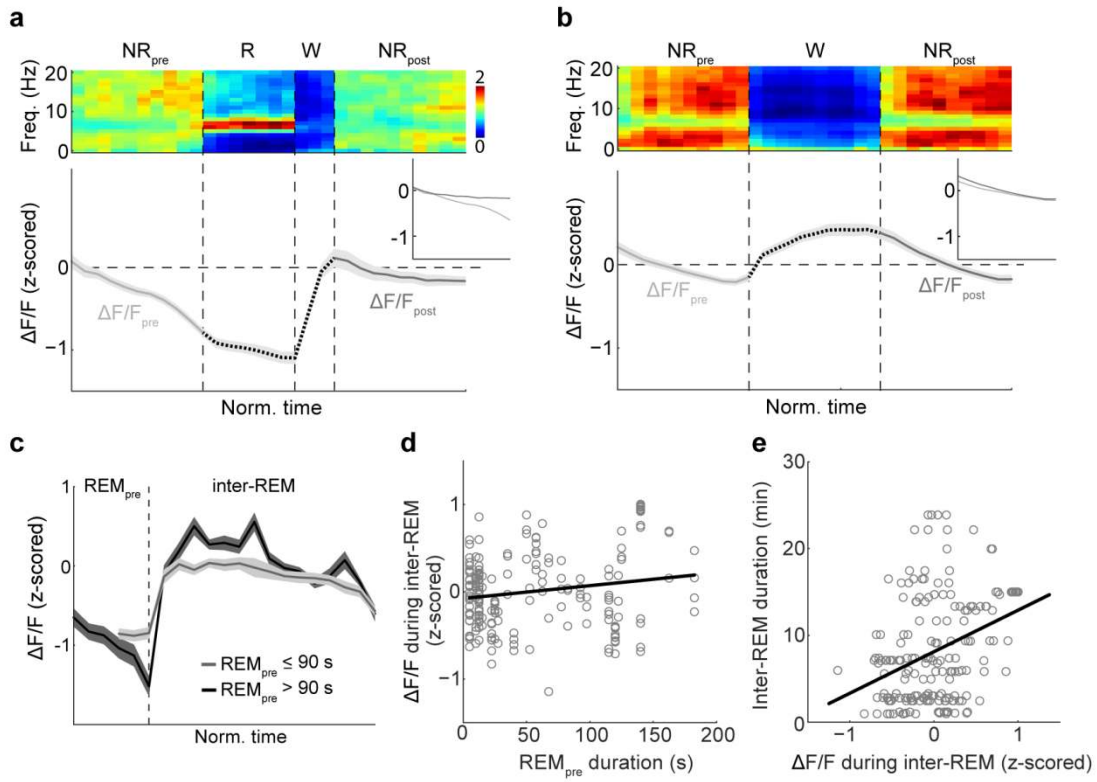 a
NRpre R W NRpost
Freq. (Hz)
20
10
0
2
0
ΔF/F (z-scored)
0
−1
ΔF/Fpre
ΔF/Fpost
0
-1
Norm. time
b
NRpre W NRpost
Freq. (Hz)
20
10
0
ΔF/F (z-scored)
0
−1
ΔF/Fpre
ΔF/Fpost
0
-1
Norm. time
c
REMpre inter-REM
ΔF/F (z-scored)
1
0
-1
REMpre ≤ 90 s
REMpre > 90 s
Norm. time
d
ΔF/F during inter-REM
(z-scored)
1
0
−1
0 50 100 150 200
REMpre duration (s)
e
Inter-REM duration (min)
30
20
10
0
−1 0 1
ΔF/F during inter-REM (z-scored)